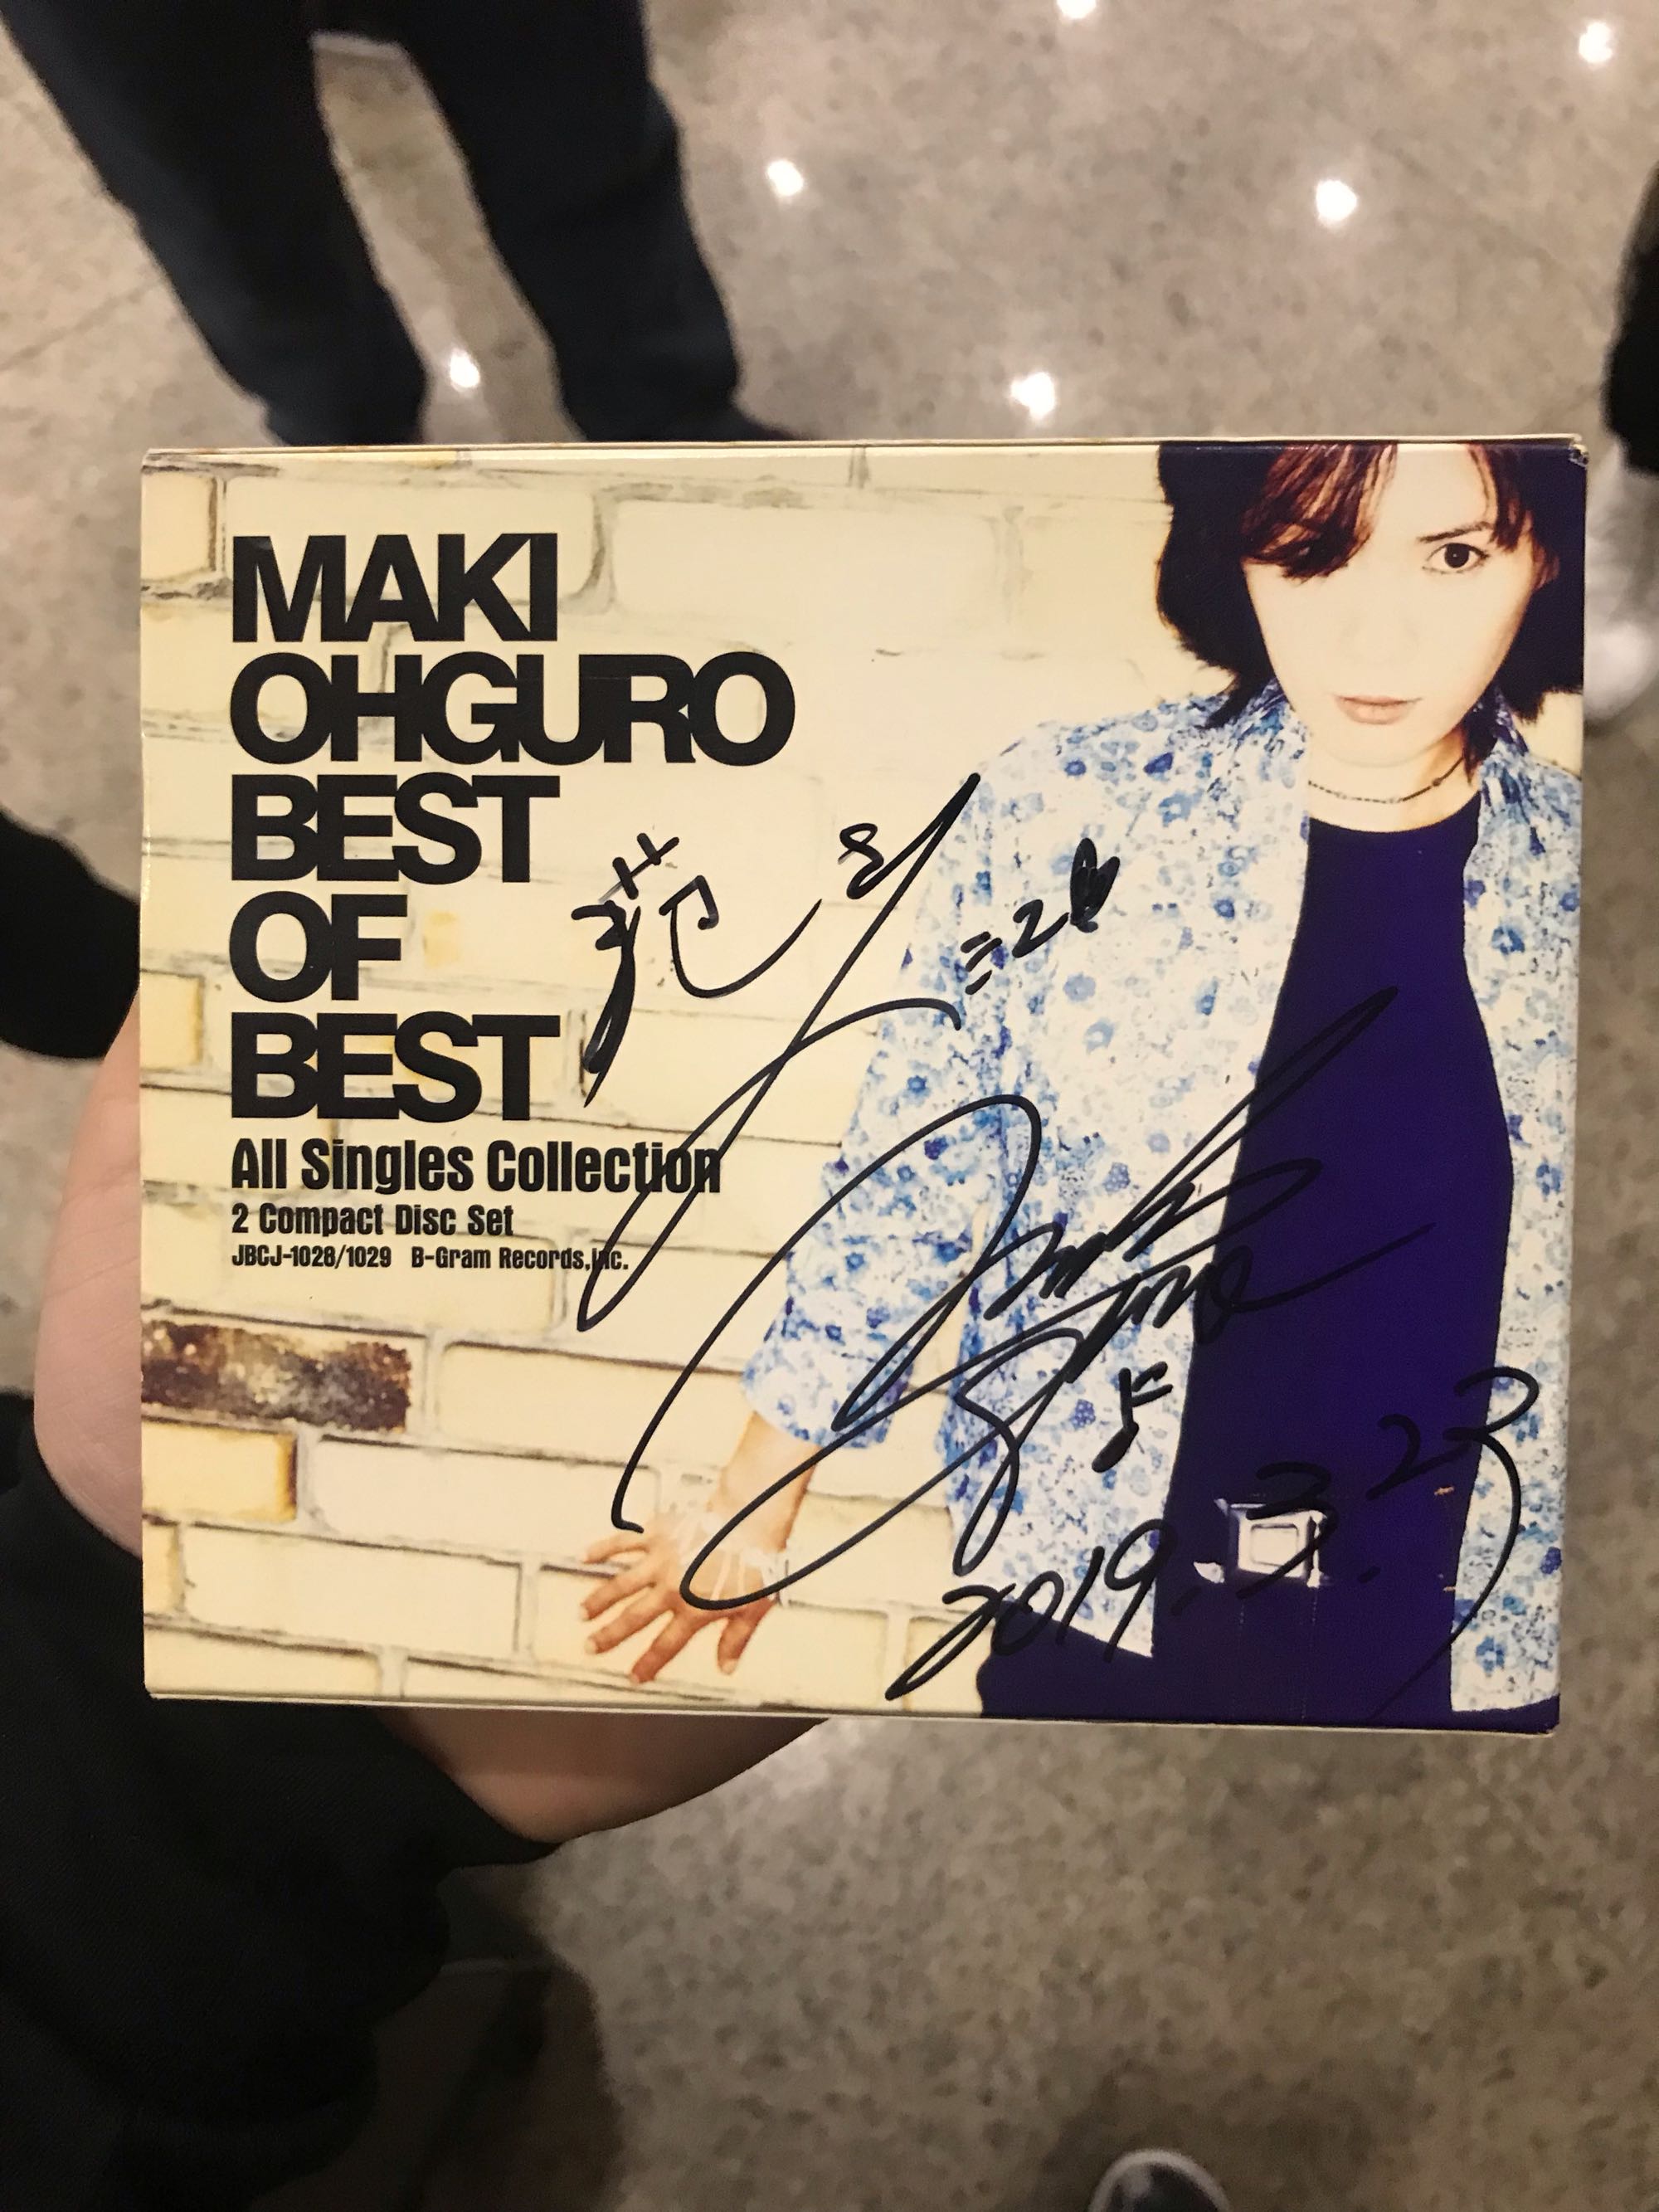 MAKI
OHGURO
BEST
OF
BEST
All Singles Collection
2 Compact Disc Set
JBCJ-1028/1029 B-Gram Records,inc.
2019.3.23